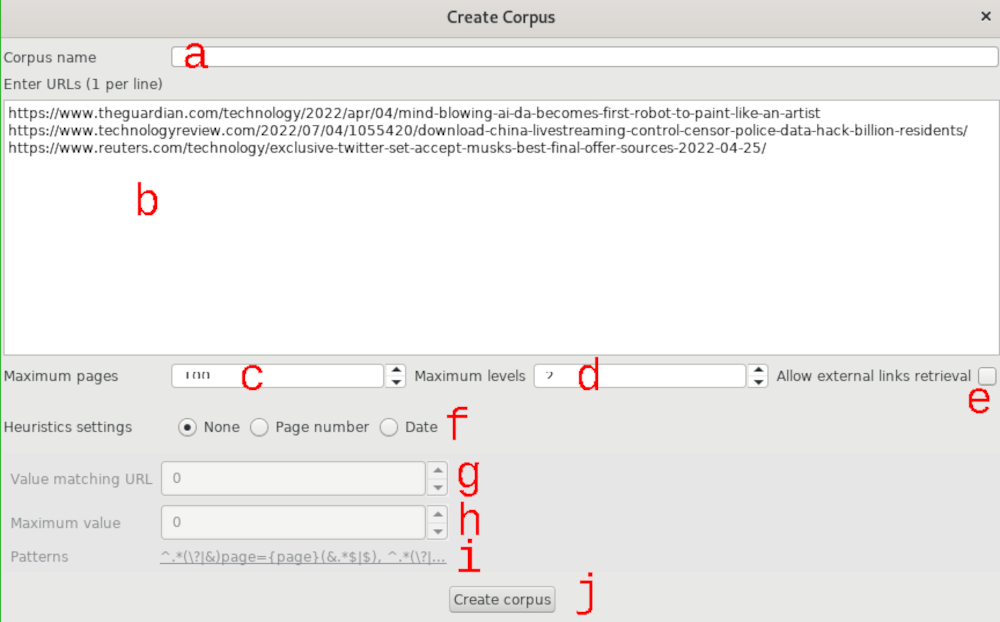 Create Corpus ×
Corpus name a
Enter URLs (1 per line)
https://www.theguardian.com/technology/2022/apr/04/mind-blowing-ai-da-becomes-first-robot-to-paint-like-an-artist
https://www.technologyreview.com/2022/07/04/1055420/download-china-livestreaming-control-censor-police-data-hack-billion-residents/
https://www.reuters.com/technology/exclusive-twitter-set-accept-musks-best-final-offer-sources-2022-04-25/
b
Maximum pages 100 c Maximum levels 2 d Allow external links retrieval
e
Heuristics settings None Page number Date f
Value matching URL 0 g
Maximum value 0 h
Patterns ^.*(\?|&)page={page}(&.*$|$), ^.*(\?|... i
Create corpus j